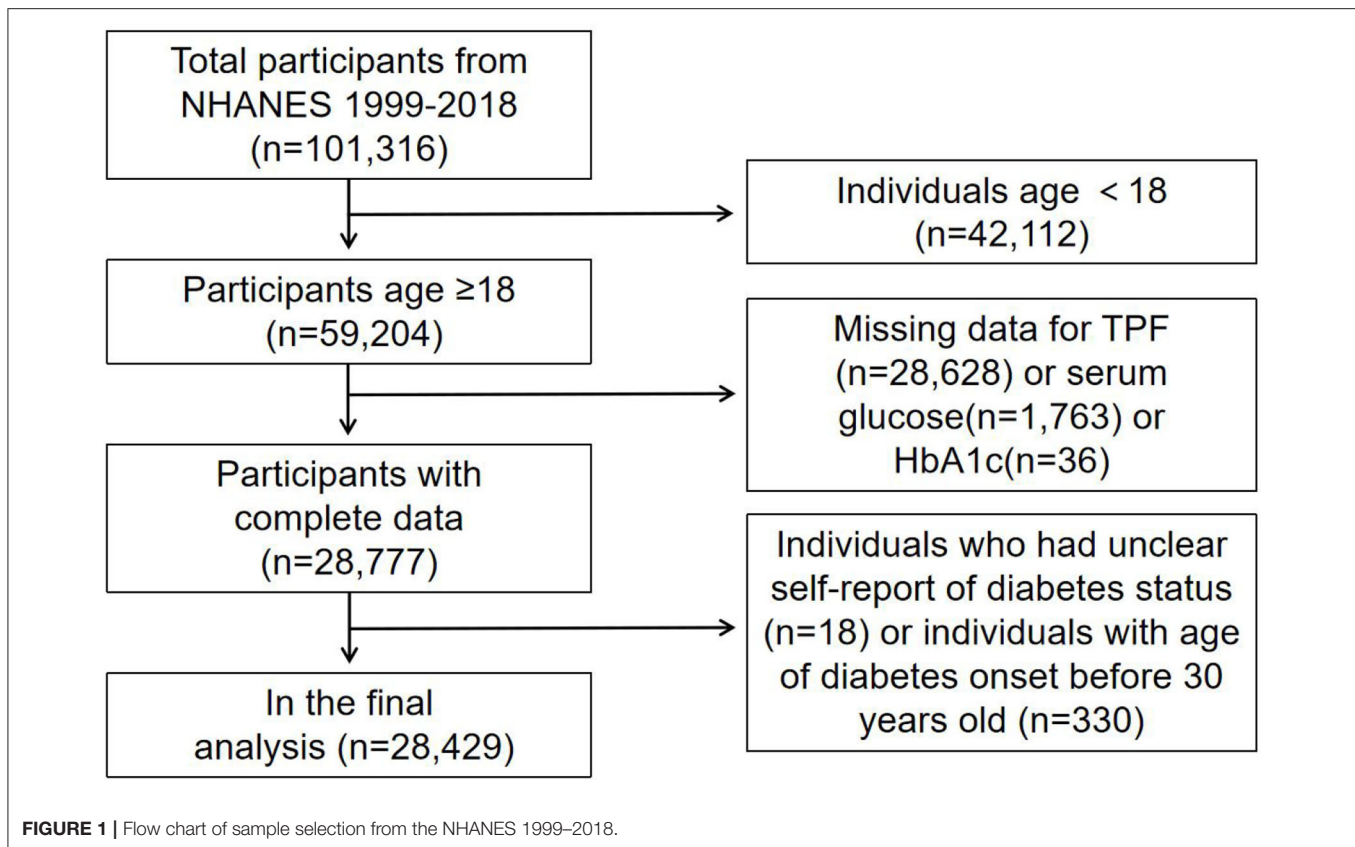 Total participants from
NHANES 1999-2018
(n=101,316)
Individuals age < 18
(n=42,112)
Participants age ≥18
(n=59,204)
Missing data for TPF
(n=28,628) or serum
glucose(n=1,763) or
HbA1c(n=36)
Participants with
complete data
(n=28,777)
Individuals who had unclear
self-report of diabetes status
(n=18) or individuals with age
of diabetes onset before 30
years old (n=330)
In the final
analysis (n=28,429)
FIGURE 1 | Flow chart of sample selection from the NHANES 1999–2018.